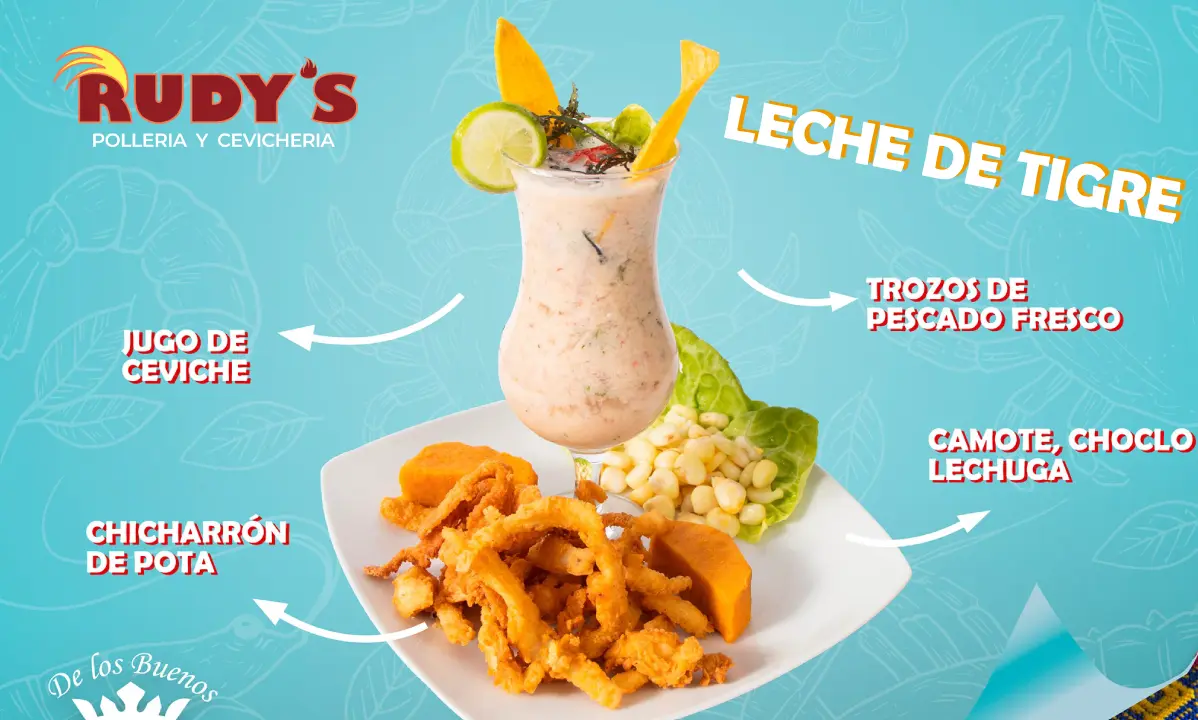 RUDY'S
POLLERIA Y CEVICHERIA
LECHE DE TIGRE
TROZOS DE
PESCADO FRESCO
JUGO DE
CEVICHE
CAMOTE, CHOCLO
LECHUGA
CHICHARRÓN
DE POTA
De los Buenos